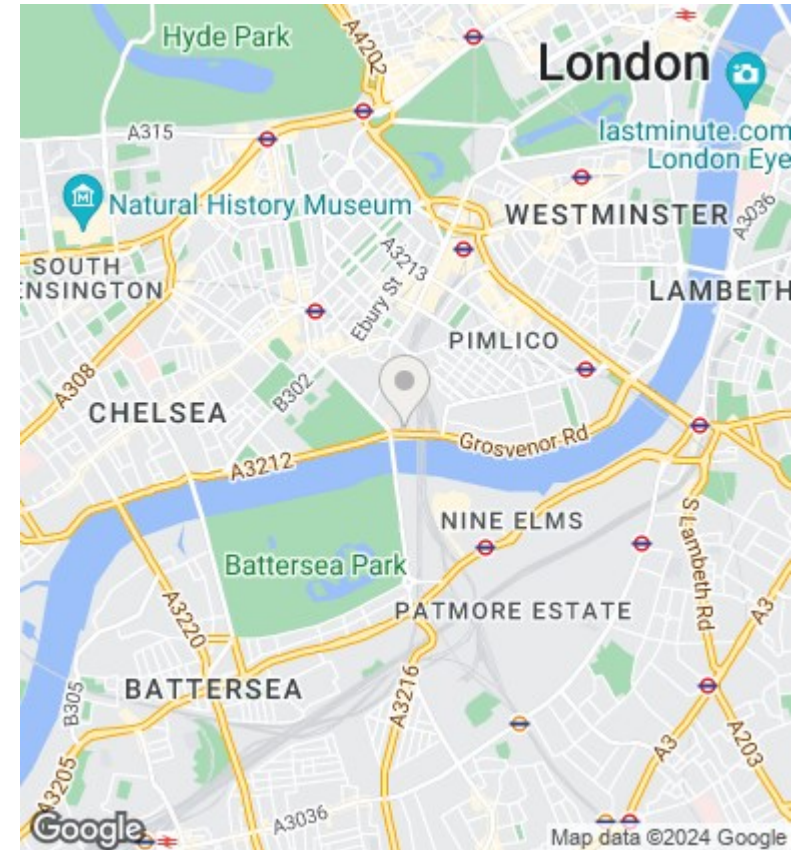 Hyde Park
A4202
London
A315
lastminute.com
London Eye
Natural History Museum
WESTMINSTER
A3036
SOUTH
ENSINGTON
A3213
LAMBETH
Ebury St
PIMLICO
A308
B302
CHELSEA
Grosvenor Rd
A3212
NINE ELMS
S Lambeth Rd
Battersea Park
A3220
PATMORE ESTATE
A3
BATTERSEA
B305
A3216
A203
A3
A3205
A3036
Google
Map data ©2024 Google